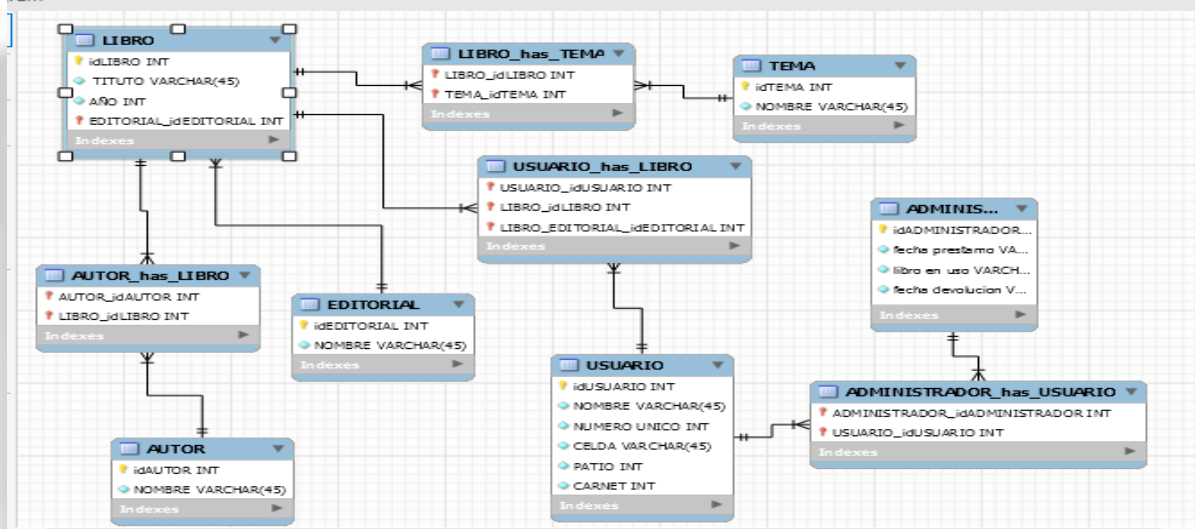 LIBRO
idLIBRO INT
TITUTO VARCHAR(45)
AÑO INT
EDITORIAL_idEDITORIAL INT
Indexes
LIBRO_has_TEMA
LIBRO_idLIBRO INT
TEMA_idTEMA INT
Indexes
TEMA
idTEMA INT
NOMBRE VARCHAR(45)
Indexes
USUARIO_has_LIBRO
USUARIO_idUSUARIO INT
LIBRO_idLIBRO INT
LIBRO_EDITORIAL_idEDITORIAL INT
Indexes
ADMINIS...
idADMINISTRADOR...
fecha prestamo VA...
libro en uso VARCH...
fecha devolucion V...
Indexes
AUTOR_has_LIBRO
AUTOR_idAUTOR INT
LIBRO_idLIBRO INT
Indexes
EDITORIAL
idEDITORIAL INT
NOMBRE VARCHAR(45)
Indexes
USUARIO
idUSUARIO INT
NOMBRE VARCHAR(45)
NUMERO UNICO INT
CELDA VARCHAR(45)
PATIO INT
CARNET INT
Indexes
ADMINISTRADOR_has_USUARIO
ADMINISTRADOR_idADMINISTRADOR INT
USUARIO_idUSUARIO INT
Indexes
AUTOR
idAUTOR INT
NOMBRE VARCHAR(45)
Indexes